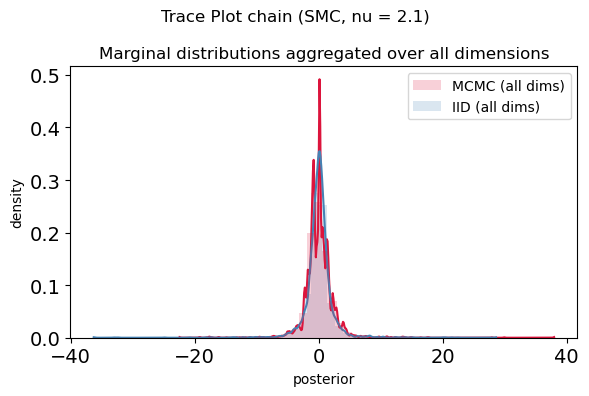 Trace Plot chain (SMC, nu = 2.1)
Marginal distributions aggregated over all dimensions
MCMC (all dims)
IID (all dims)
density
0.5
0.4
0.3
0.2
0.1
0.0
−40 −20 0 20 40
posterior